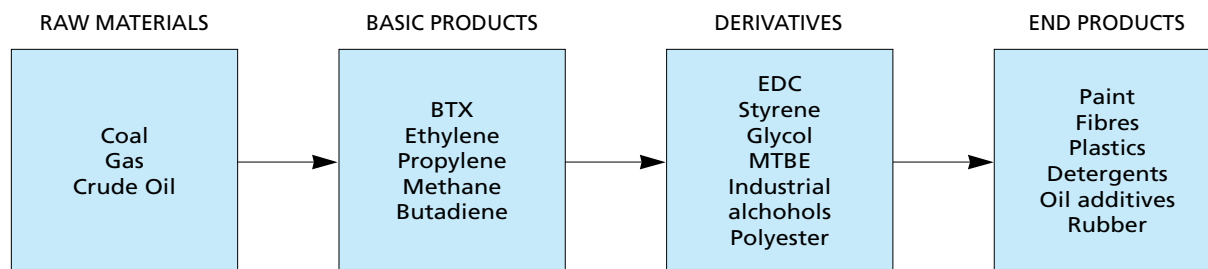 RAW MATERIALS
Coal
Gas
Crude Oil
BASIC PRODUCTS
BTX
Ethylene
Propylene
Methane
Butadiene
DERIVATIVES
EDC
Styrene
Glycol
MTBE
Industrial
alchohols
Polyester
END PRODUCTS
Paint
Fibres
Plastics
Detergents
Oil additives
Rubber